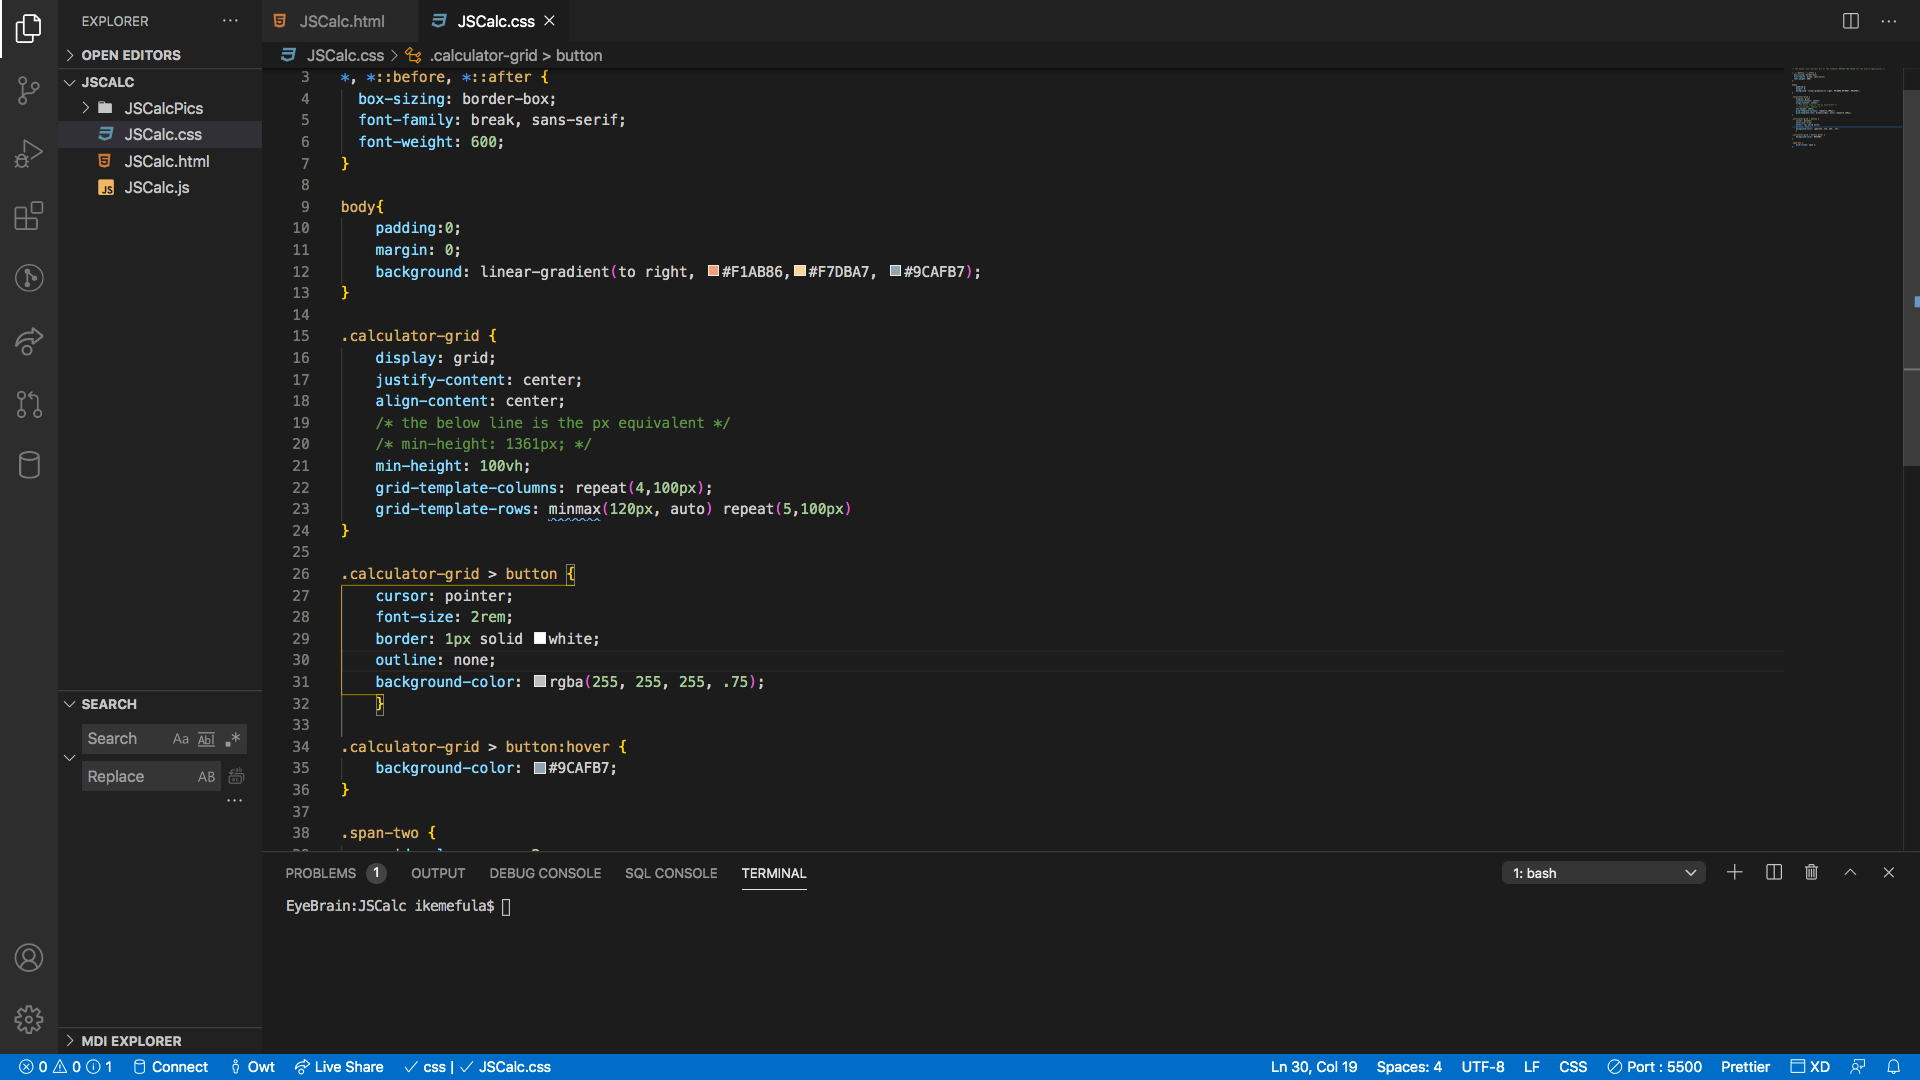 EXPLORER
OPEN EDITORS
JSCALC
JSCalcPics
JSCalc.css
JSCalc.html
JSCalc.js
SEARCH
Search Aa Abl .*
Replace AB
MDI EXPLORER
JSCalc.html JSCalc.css
JSCalc.css > .calculator-grid > button
3 *, *::before, *::after {
4 box-sizing: border-box;
5 font-family: break, sans-serif;
6 font-weight: 600;
7 }
8
9 body{
10 padding:0;
11 margin: 0;
12 background: linear-gradient(to right, #F1AB86,#F7DBA7, #9CAFB7);
13 }
14
15 .calculator-grid {
16 display: grid;
17 justify-content: center;
18 align-content: center;
19 /* the below line is the px equivalent */
20 /* min-height: 1361px; */
21 min-height: 100vh;
22 grid-template-columns: repeat(4,100px);
23 grid-template-rows: minmax(120px, auto) repeat(5,100px)
24 }
25
26 .calculator-grid > button {
27 cursor: pointer;
28 font-size: 2rem;
29 border: 1px solid white;
30 outline: none;
31 background-color: rgba(255, 255, 255, .75);
32 }
33
34 .calculator-grid > button:hover {
35 background-color: #9CAFB7;
36 }
37
38 .span-two {
PROBLEMS 1 OUTPUT DEBUG CONSOLE SQL CONSOLE TERMINAL 1: bash
EyeBrain:JSCalc ikemefula$
0 0 1 Connect Owt Live Share css | JSCalc.css Ln 30, Col 19 Spaces: 4 UTF-8 LF CSS Port : 5500 Prettier XD